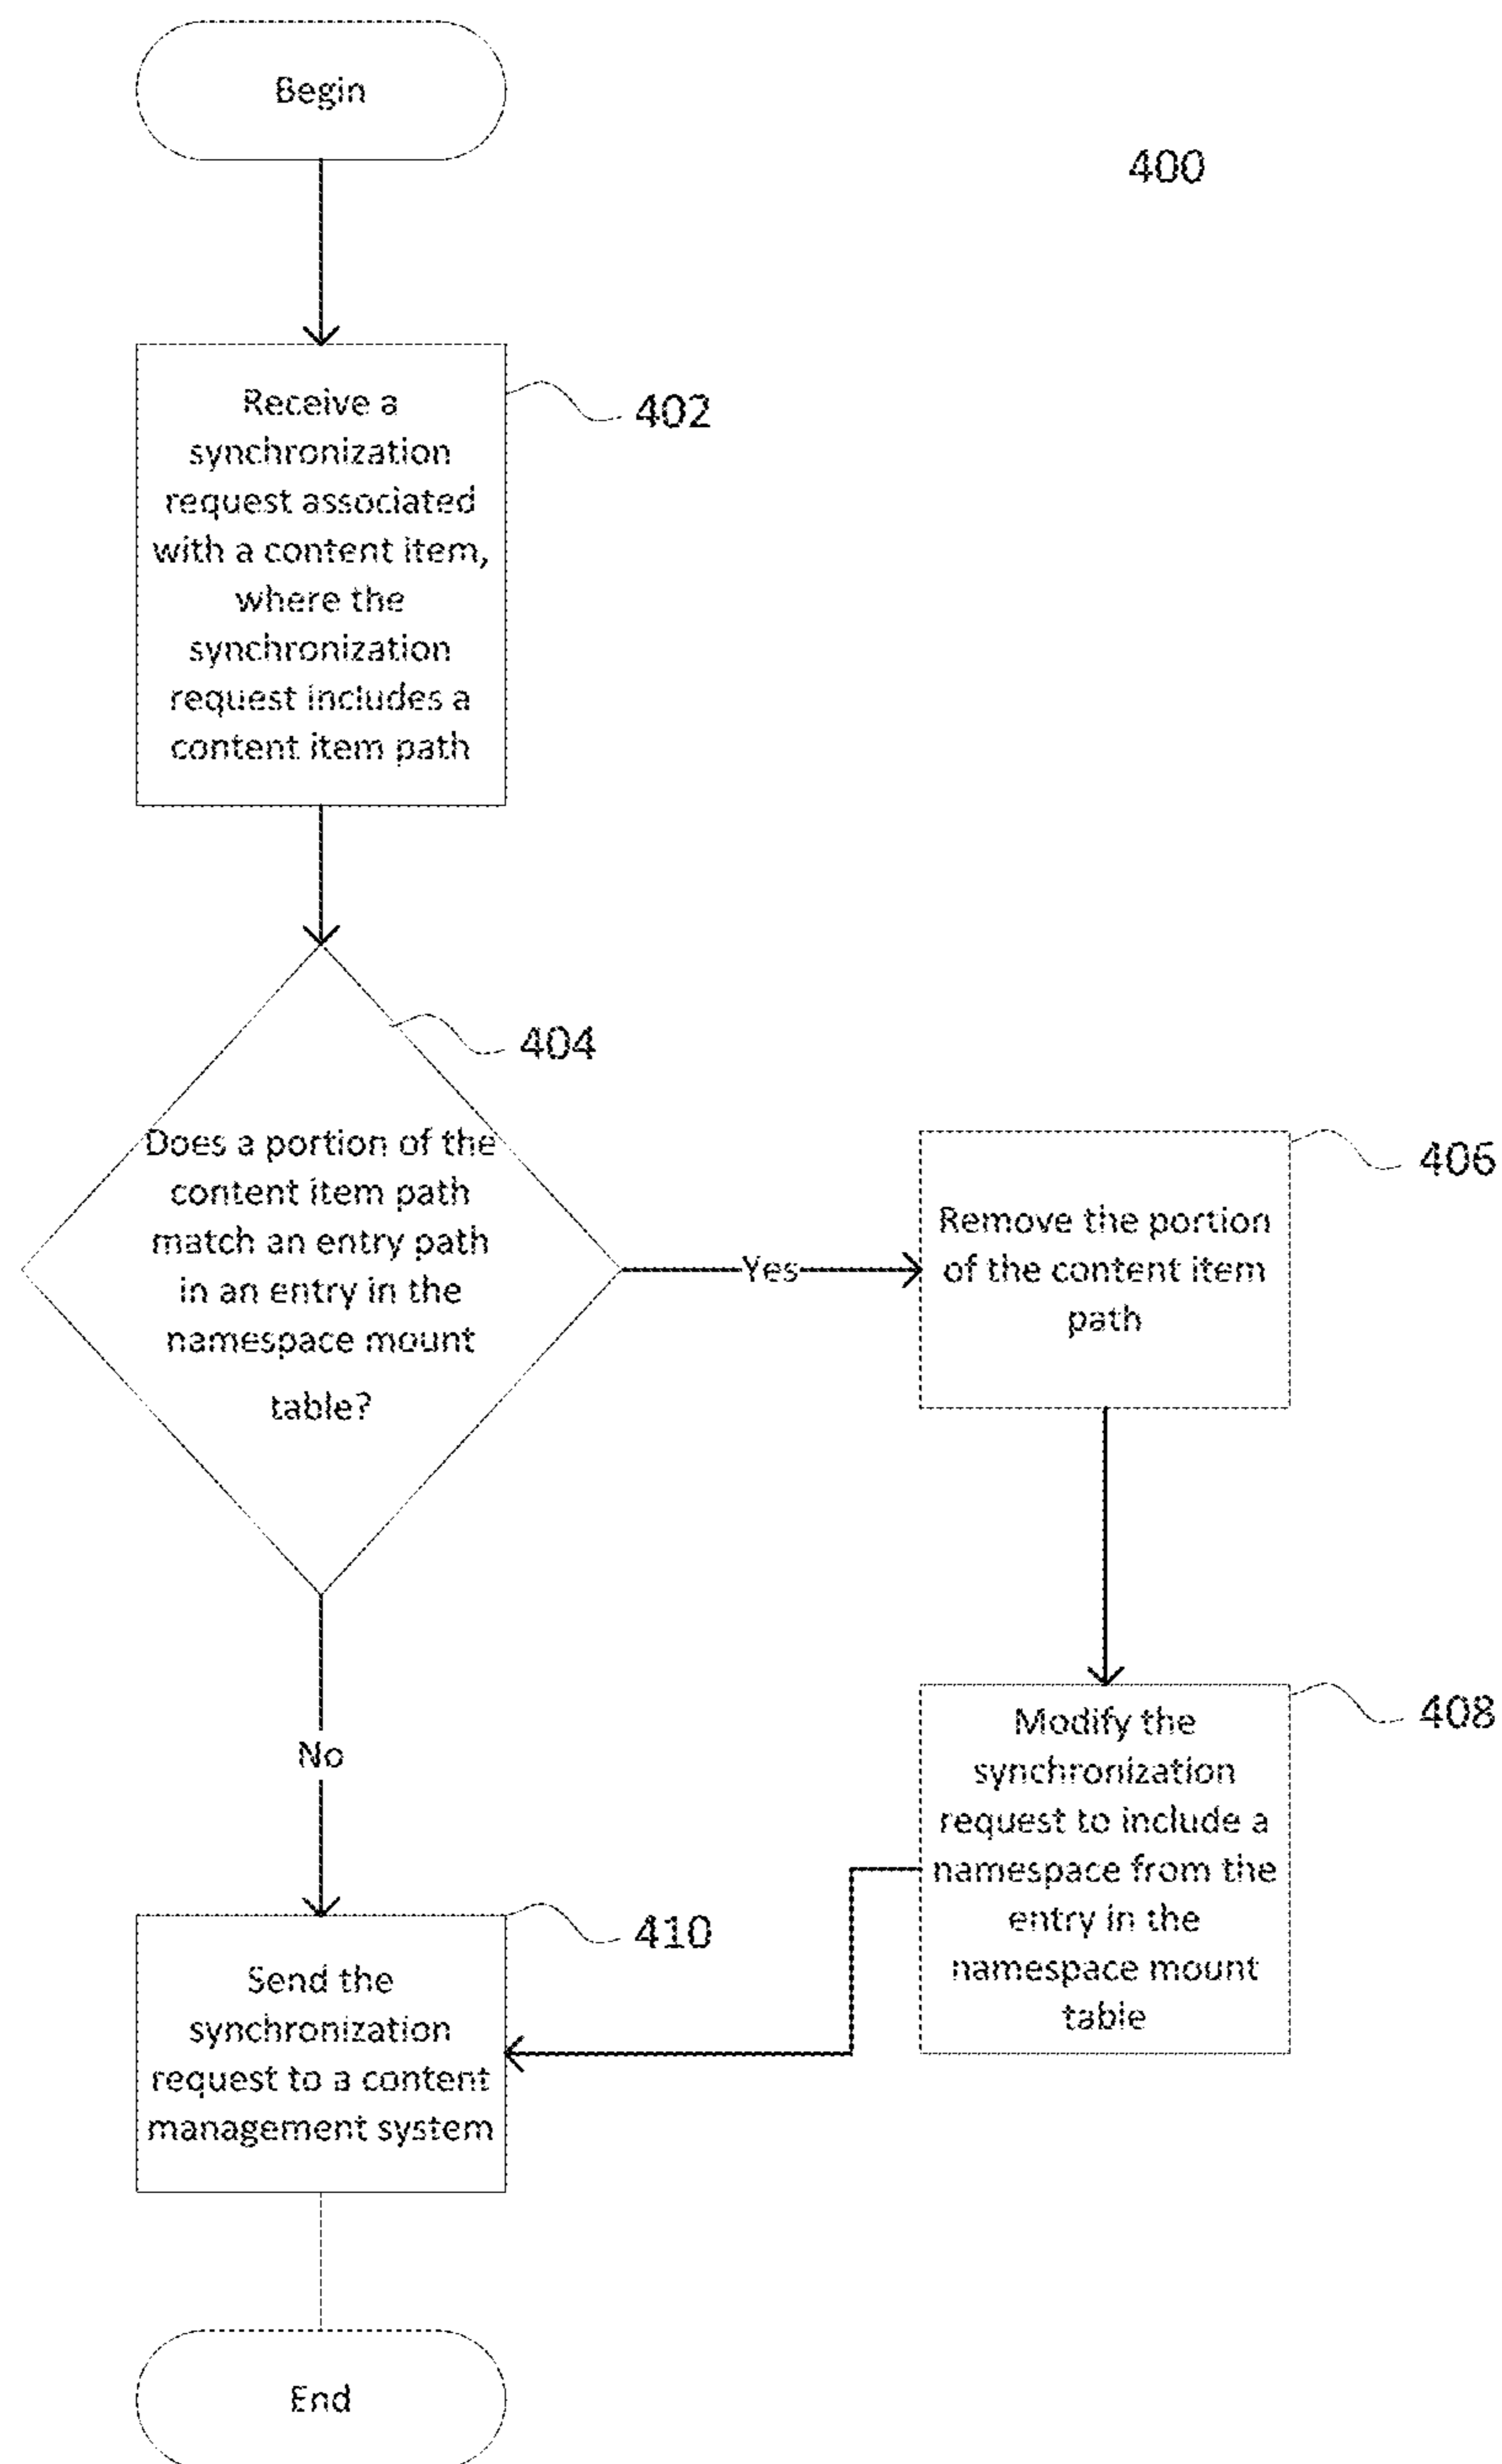 Begin
400
Receive a
synchronization
request associated
with a content item,
where the
synchronization
request includes a
content item path
402
404
Does a portion of the
content item path
match an entry path
in an entry in the
namespace mount
table?
Yes
Remove the portion
of the content item
path
406
Modify the
synchronization
request to include a
namespace from the
entry in the
namespace mount
table
408
No
Send the
synchronization
request to a content
management system
410
End